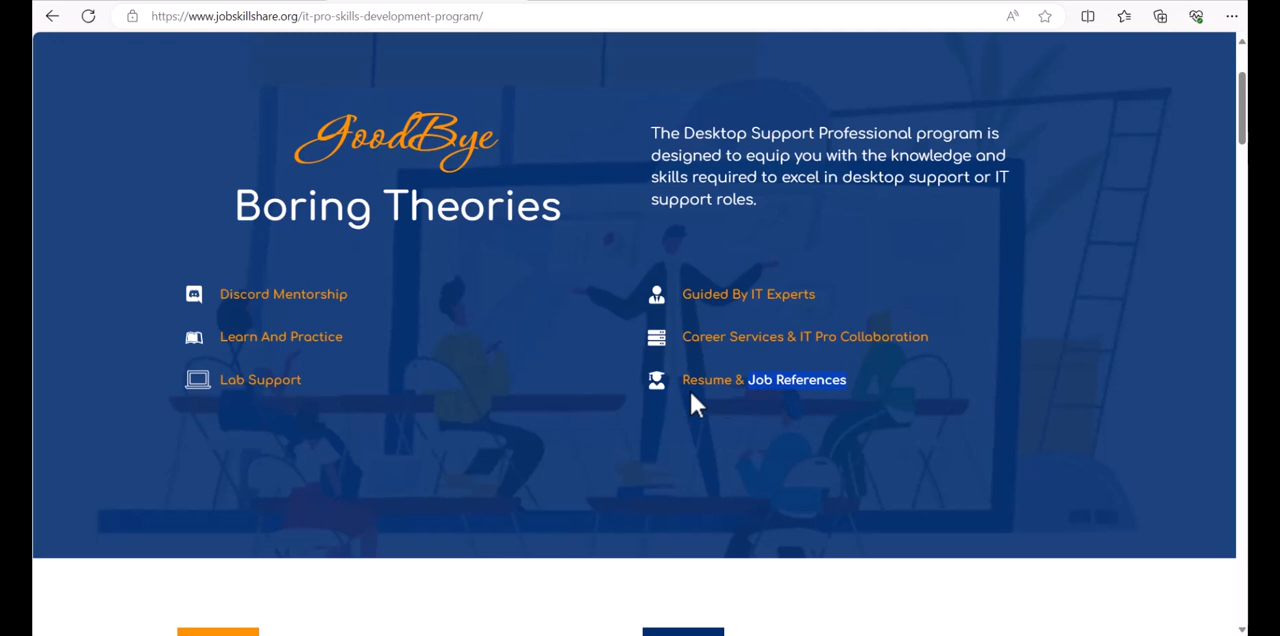 https://www.jobskillshare.org/it-pro-skills-development-program/
GoodBye
Boring Theories
The Desktop Support Professional program is
designed to equip you with the knowledge and
skills required to excel in desktop support or IT
support roles.
Discord Mentorship
Guided By IT Experts
Learn And Practice
Career Services & IT Pro Collaboration
Lab Support
Resume & Job References